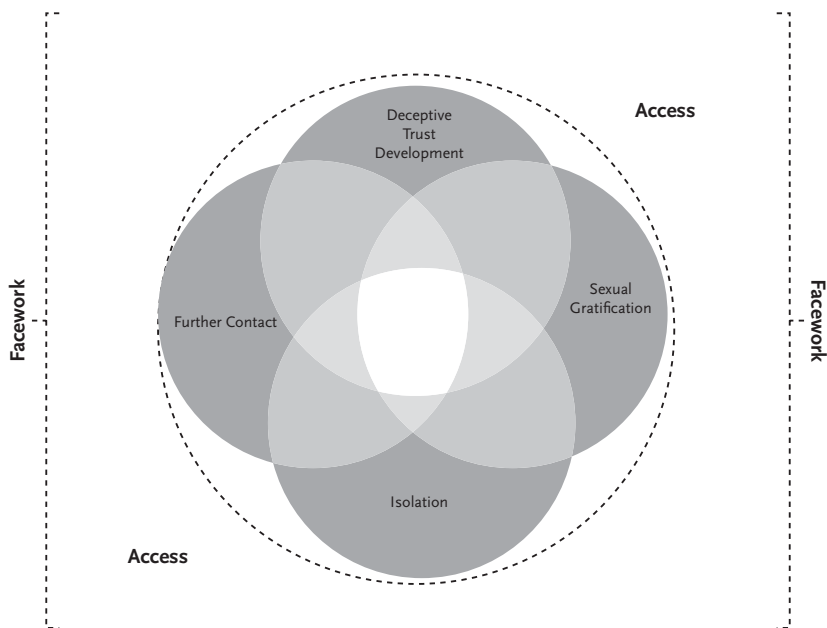 Deceptive
Trust
Development
Access
Sexual
Gratification
Further Contact
Facework
Facework
Isolation
Access